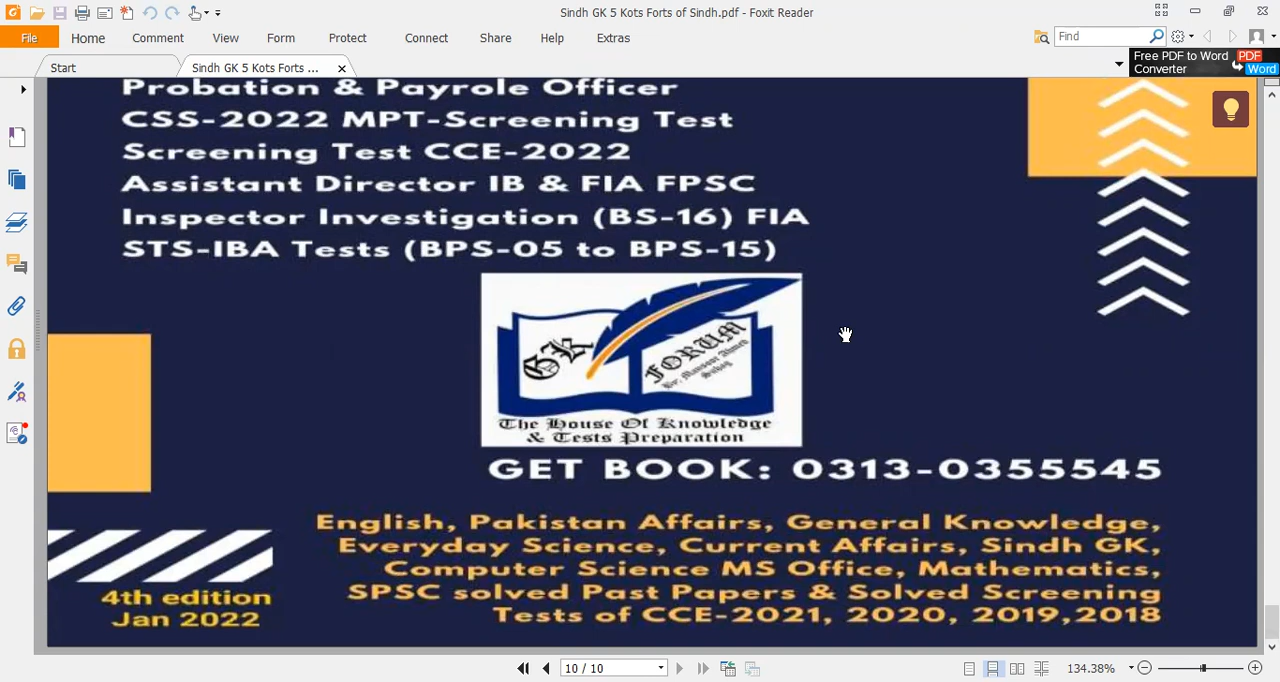 Sindh GK 5 Kots Forts of Sindh.pdf - Foxit Reader
File Home Comment View Form Protect Connect Share Help Extras
Find
Start Sindh GK 5 Kots Forts ...
Free PDF to Word PDF
Converter Word
Probation & Payrole Officer
CSS-2022 MPT-Screening Test
Screening Test CCE-2022
Assistant Director IB & FIA FPSC
Inspector Investigation (BS-16) FIA
STS-IBA Tests (BPS-05 to BPS-15)
GK FORUM
By: Mansoor Ahmed
The House Of Knowledge
& Tests Preparation
GET BOOK: 0313-0355545
English, Pakistan Affairs, General Knowledge,
Everyday Science, Current Affairs, Sindh GK,
Computer Science MS Office, Mathematics,
SPSC solved Past Papers & Solved Screening
Tests of CCE-2021, 2020, 2019,2018
4th edition
Jan 2022
10 / 10
134.38%